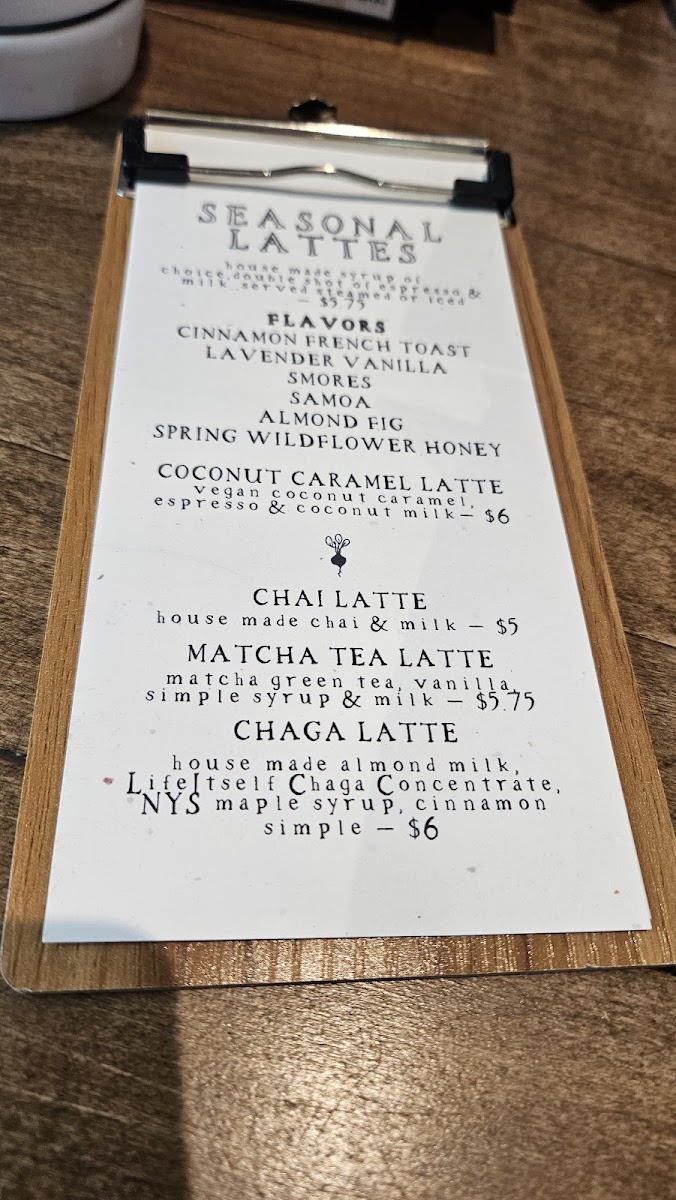 SEASONAL
LATTES
house made syrup of
choice, double shot of espresso &
milk. served steamed or iced
— $5.75
FLAVORS
CINNAMON FRENCH TOAST
LAVENDER VANILLA
SMORES
SAMOA
ALMOND FIG
SPRING WILDFLOWER HONEY
COCONUT CARAMEL LATTE
vegan coconut caramel,
espresso & coconut milk — $6
CHAI LATTE
house made chai & milk — $5
MATCHA TEA LATTE
matcha green tea, vanilla
simple syrup & milk — $5.75
CHAGA LATTE
house made almond milk,
LifeItself Chaga Concentrate,
NYS maple syrup, cinnamon
simple — $6